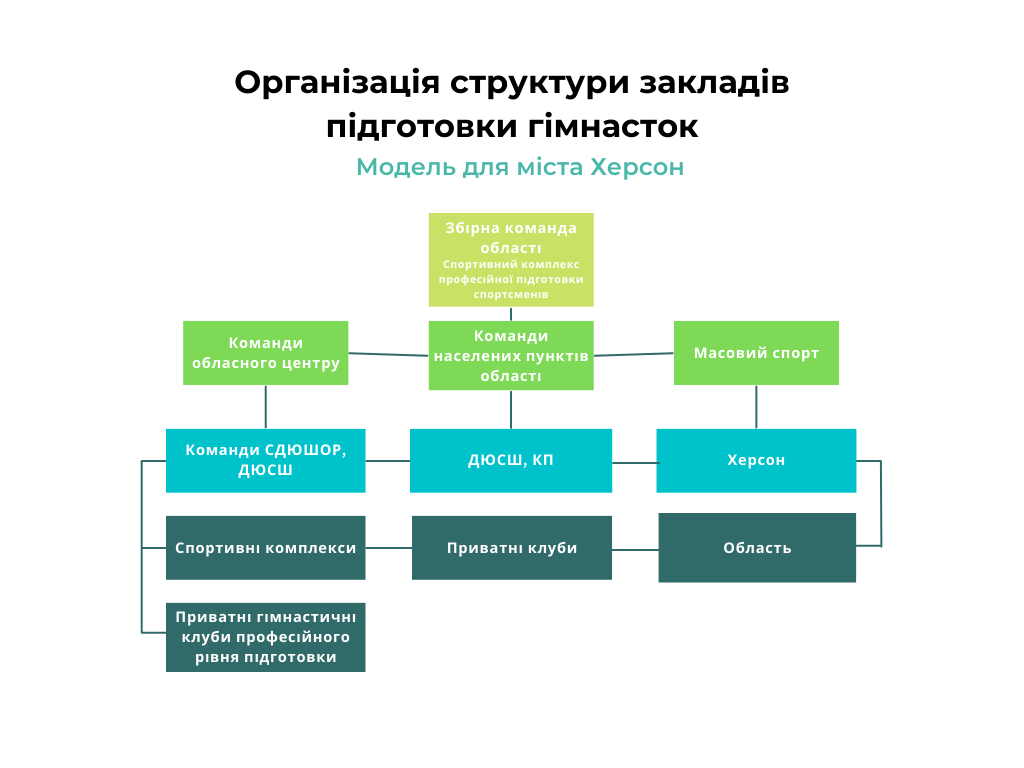 Організація структури закладів
підготовки гімнасток
Модель для міста Херсон
Збірна команда
області
Спортивний комплекс
професійної підготовки
спортсменів
Команди
обласного центру
Команди
населених пунктів
області
Масовий спорт
Команди СДЮШОР,
ДЮСШ
ДЮСШ, КП
Херсон
Спортивні комплекси
Приватні клуби
Область
Приватні гімнастичні
клуби професійного
рівня підготовки